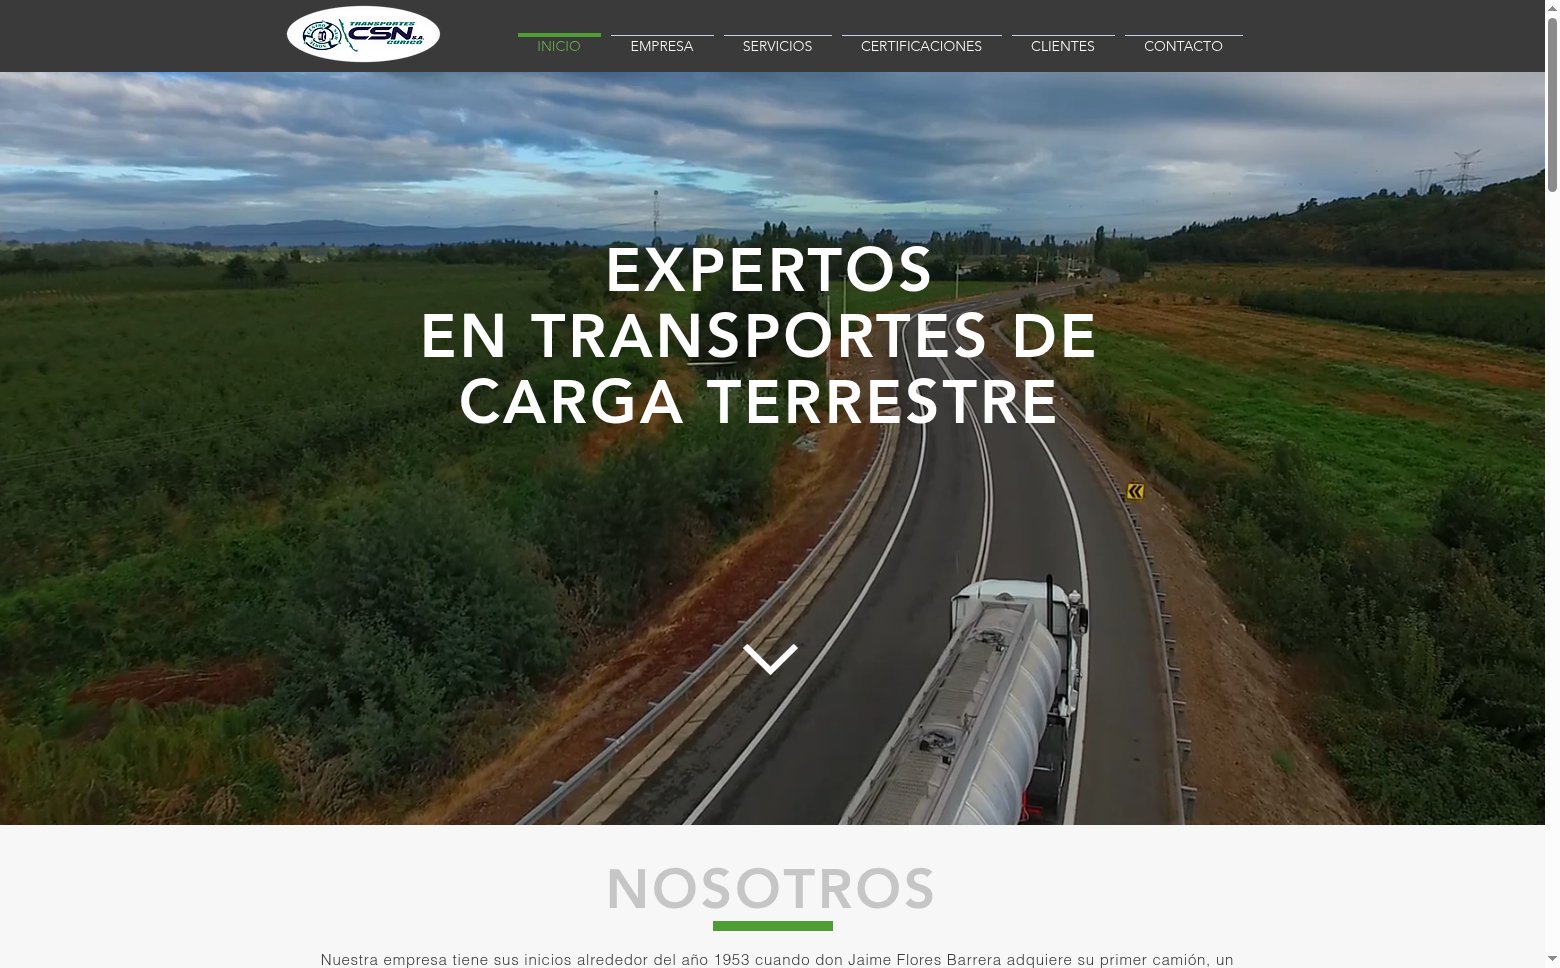 TRANSPORTES
CSN S.A.
CURICO
INICIO
EMPRESA
SERVICIOS
CERTIFICACIONES
CLIENTES
CONTACTO
EXPERTOS
EN TRANSPORTES DE
CARGA TERRESTRE
NOSOTROS
Nuestra empresa tiene sus inicios alrededor del año 1953 cuando don Jaime Flores Barrera adquiere su primer camión, un